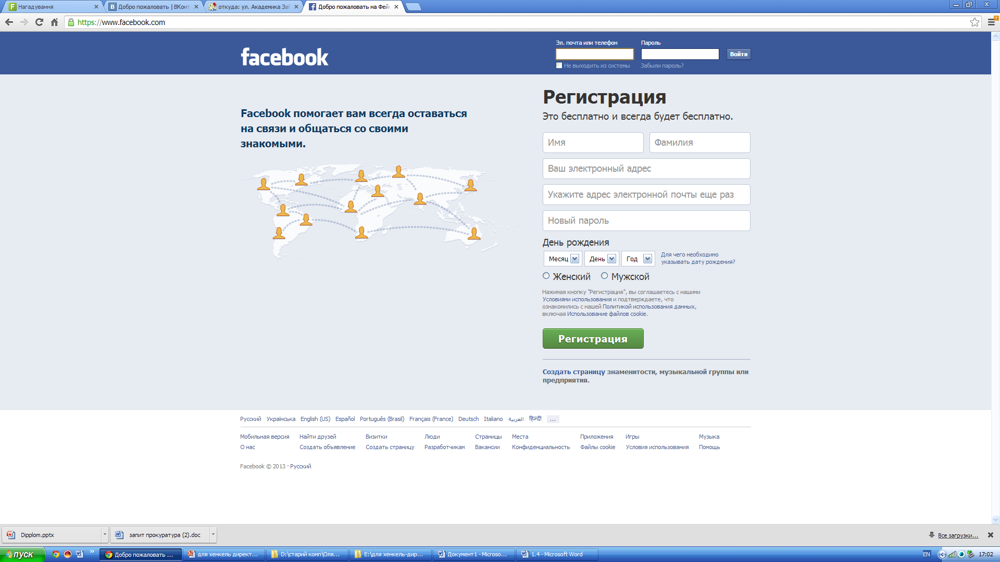 Нагадування
Добро пожаловать | ВКонт
откуда: ул. Академика Заб
Добро пожаловать на Фей
https://www.facebook.com
facebook
Эл. почта или телефон
Пароль
Войти
Не выходить из системы
Забыли пароль?
Facebook помогает вам всегда оставаться
на связи и общаться со своими
знакомыми.
Регистрация
Это бесплатно и всегда будет бесплатно.
Имя
Фамилия
Ваш электронный адрес
Укажите адрес электронной почты еще раз
Новый пароль
День рождения
Месяц
День
Год
Для чего необходимо
указывать дату рождения?
Женский
Мужской
Нажимая кнопку "Регистрация", вы соглашаетесь с нашими
Условиями использования и подтверждаете, что
ознакомились с нашей Политикой использования данных,
включая Использование файлов cookie.
Регистрация
Создать страницу знаменитости, музыкальной группы или
предприятия.
Русский Українська English (US) Español Português (Brasil) Français (France) Deutsch Italiano العربية हिन्दी ...
Мобильная версия Найти друзей Визитки Люди Страницы Места Приложения Игры Музыка
О нас Создать объявление Создать страницу Разработчикам Вакансии Конфиденциальность Файлы cookie Условия использования Помощь
Facebook © 2013 · Русский
Dipplom.pptx
запит прокуратура (2).doc
Все загрузки...
пуск
Добро пожаловать ...
для хенкель директ...
D:\старий комп\Оля...
E:\для хенкель-дир...
Документ1 - Microso...
1.4 - Microsoft Word
EN
17:02